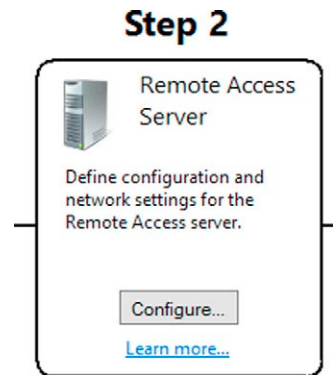 Step 2
Remote Access
Server
Define configuration and
network settings for the
Remote Access server.
Configure...
Learn more...